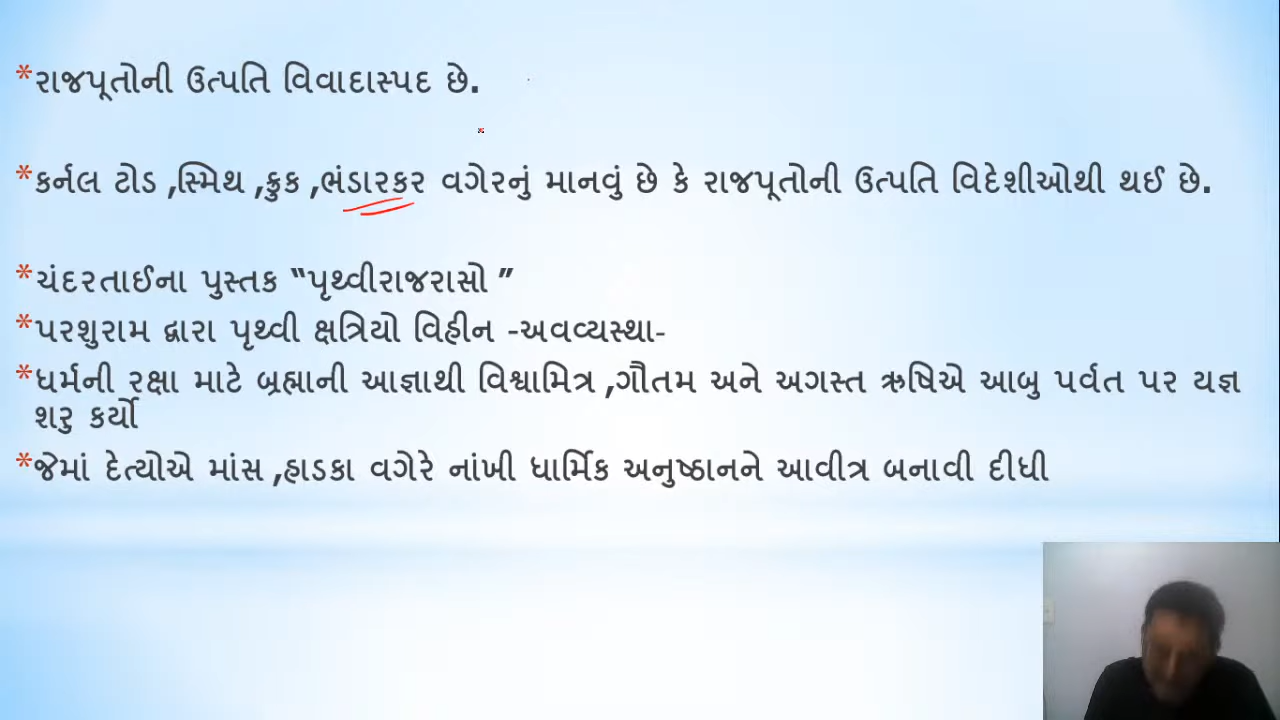 *રાજપૂતોની ઉત્પતિ વિવાદાસ્પદ છે.
*કર્નલ ટોડ ,સ્મિથ ,ક્રુક ,ભંડારકર વગેરનું માનવું છે કે રાજપૂતોની ઉત્પતિ વિદેશીઓથી થઈ છે.
*ચંદરતાઈના પુસ્તક “પૃથ્વીરાજરાસો ”
*પરશુરામ દ્વારા પૃથ્વી ક્ષત્રિયો વિહીન -અવવ્યસ્થા-
*ધર્મની રક્ષા માટે બ્રહ્માની આજ્ઞાથી વિશ્વામિત્ર ,ગૌતમ અને અગસ્ત ઋષિએ આબુ પર્વત પર યજ્ઞ
શરુ કર્યો
*જેમાં દેત્યોએ માંસ ,હાડકા વગેરે નાંખી ધાર્મિક અનુષ્ઠાનને આવીત્ર બનાવી દીધી